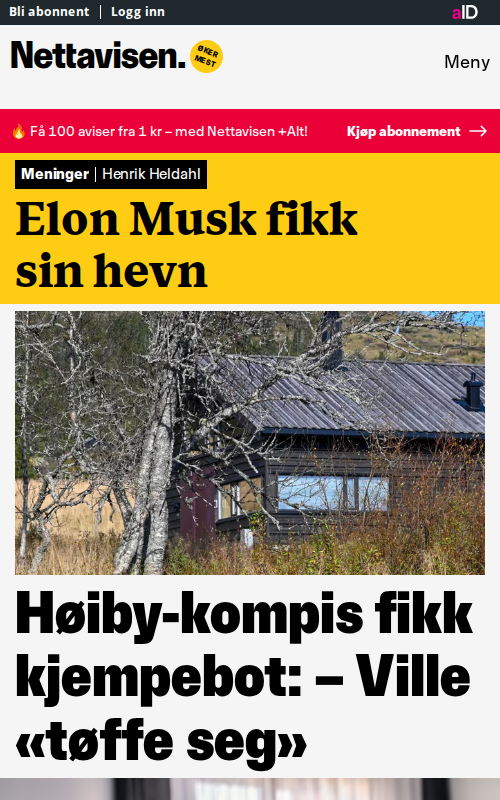 Bli abonnent | Logg inn
aID
Nettavisen.
ØKER
MEST
Meny
🔥 Få 100 aviser fra 1 kr – med Nettavisen +Alt!
Kjøp abonnement →
Meninger | Henrik Heldahl
Elon Musk fikk
sin hevn
Høiby-kompis fikk
kjempebot: – Ville
«tøffe seg»